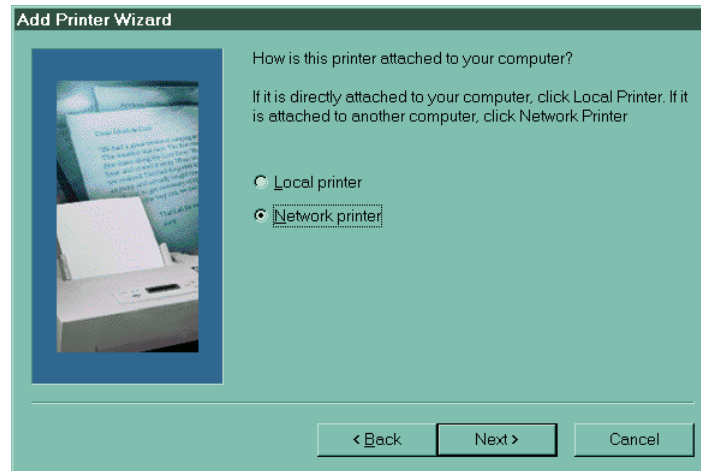 Add Printer Wizard
How is this printer attached to your computer?
If it is directly attached to your computer, click Local Printer. If it
is attached to another computer, click Network Printer
Local printer
Network printer
< Back
Next >
Cancel